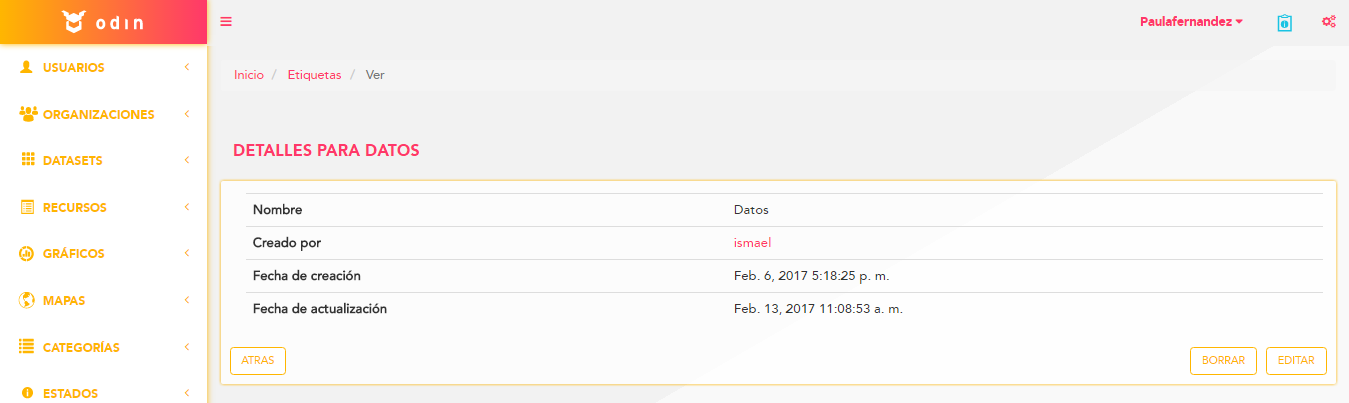 odin
Paulafernandez
USUARIOS
ORGANIZACIONES
DATASETS
RECURSOS
GRÁFICOS
MAPAS
CATEGORÍAS
ESTADOS
Inicio / Etiquetas / Ver
DETALLES PARA DATOS
Nombre Datos
Creado por ismael
Fecha de creación Feb. 6, 2017 5:18:25 p. m.
Fecha de actualización Feb. 13, 2017 11:08:53 a. m.
ATRAS BORRAR EDITAR